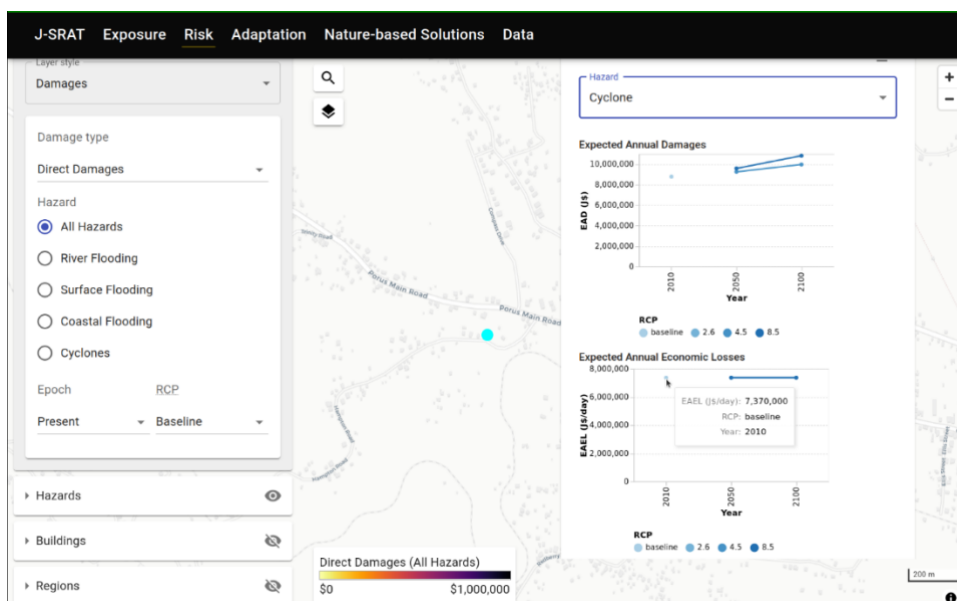 J-SRAT Exposure Risk Adaptation Nature-based Solutions Data
Layer style
Damages
Damage type
Direct Damages
Hazard
All Hazards
River Flooding
Surface Flooding
Coastal Flooding
Cyclones
Epoch RCP
Present Baseline
Hazards
Buildings
Regions
Trinity Road
Compass Drive
Porus Main Road
Porus Main Road
Direct Damages (All Hazards)
$0 $1,000,000
Hazard
Cyclone
Expected Annual Damages
10,000,000
8,000,000
6,000,000
4,000,000
2,000,000
0
EAD (J$)
2010 2050 2100
Year
RCP
baseline 2.6 4.5 8.5
Expected Annual Economic Losses
8,000,000
6,000,000
4,000,000
2,000,000
0
EAEL (J$/day)
EAEL (J$/day): 7,370,000
RCP: baseline
Year: 2010
2010 2050 2100
Year
RCP
baseline 2.6 4.5 8.5
+
−
200 m